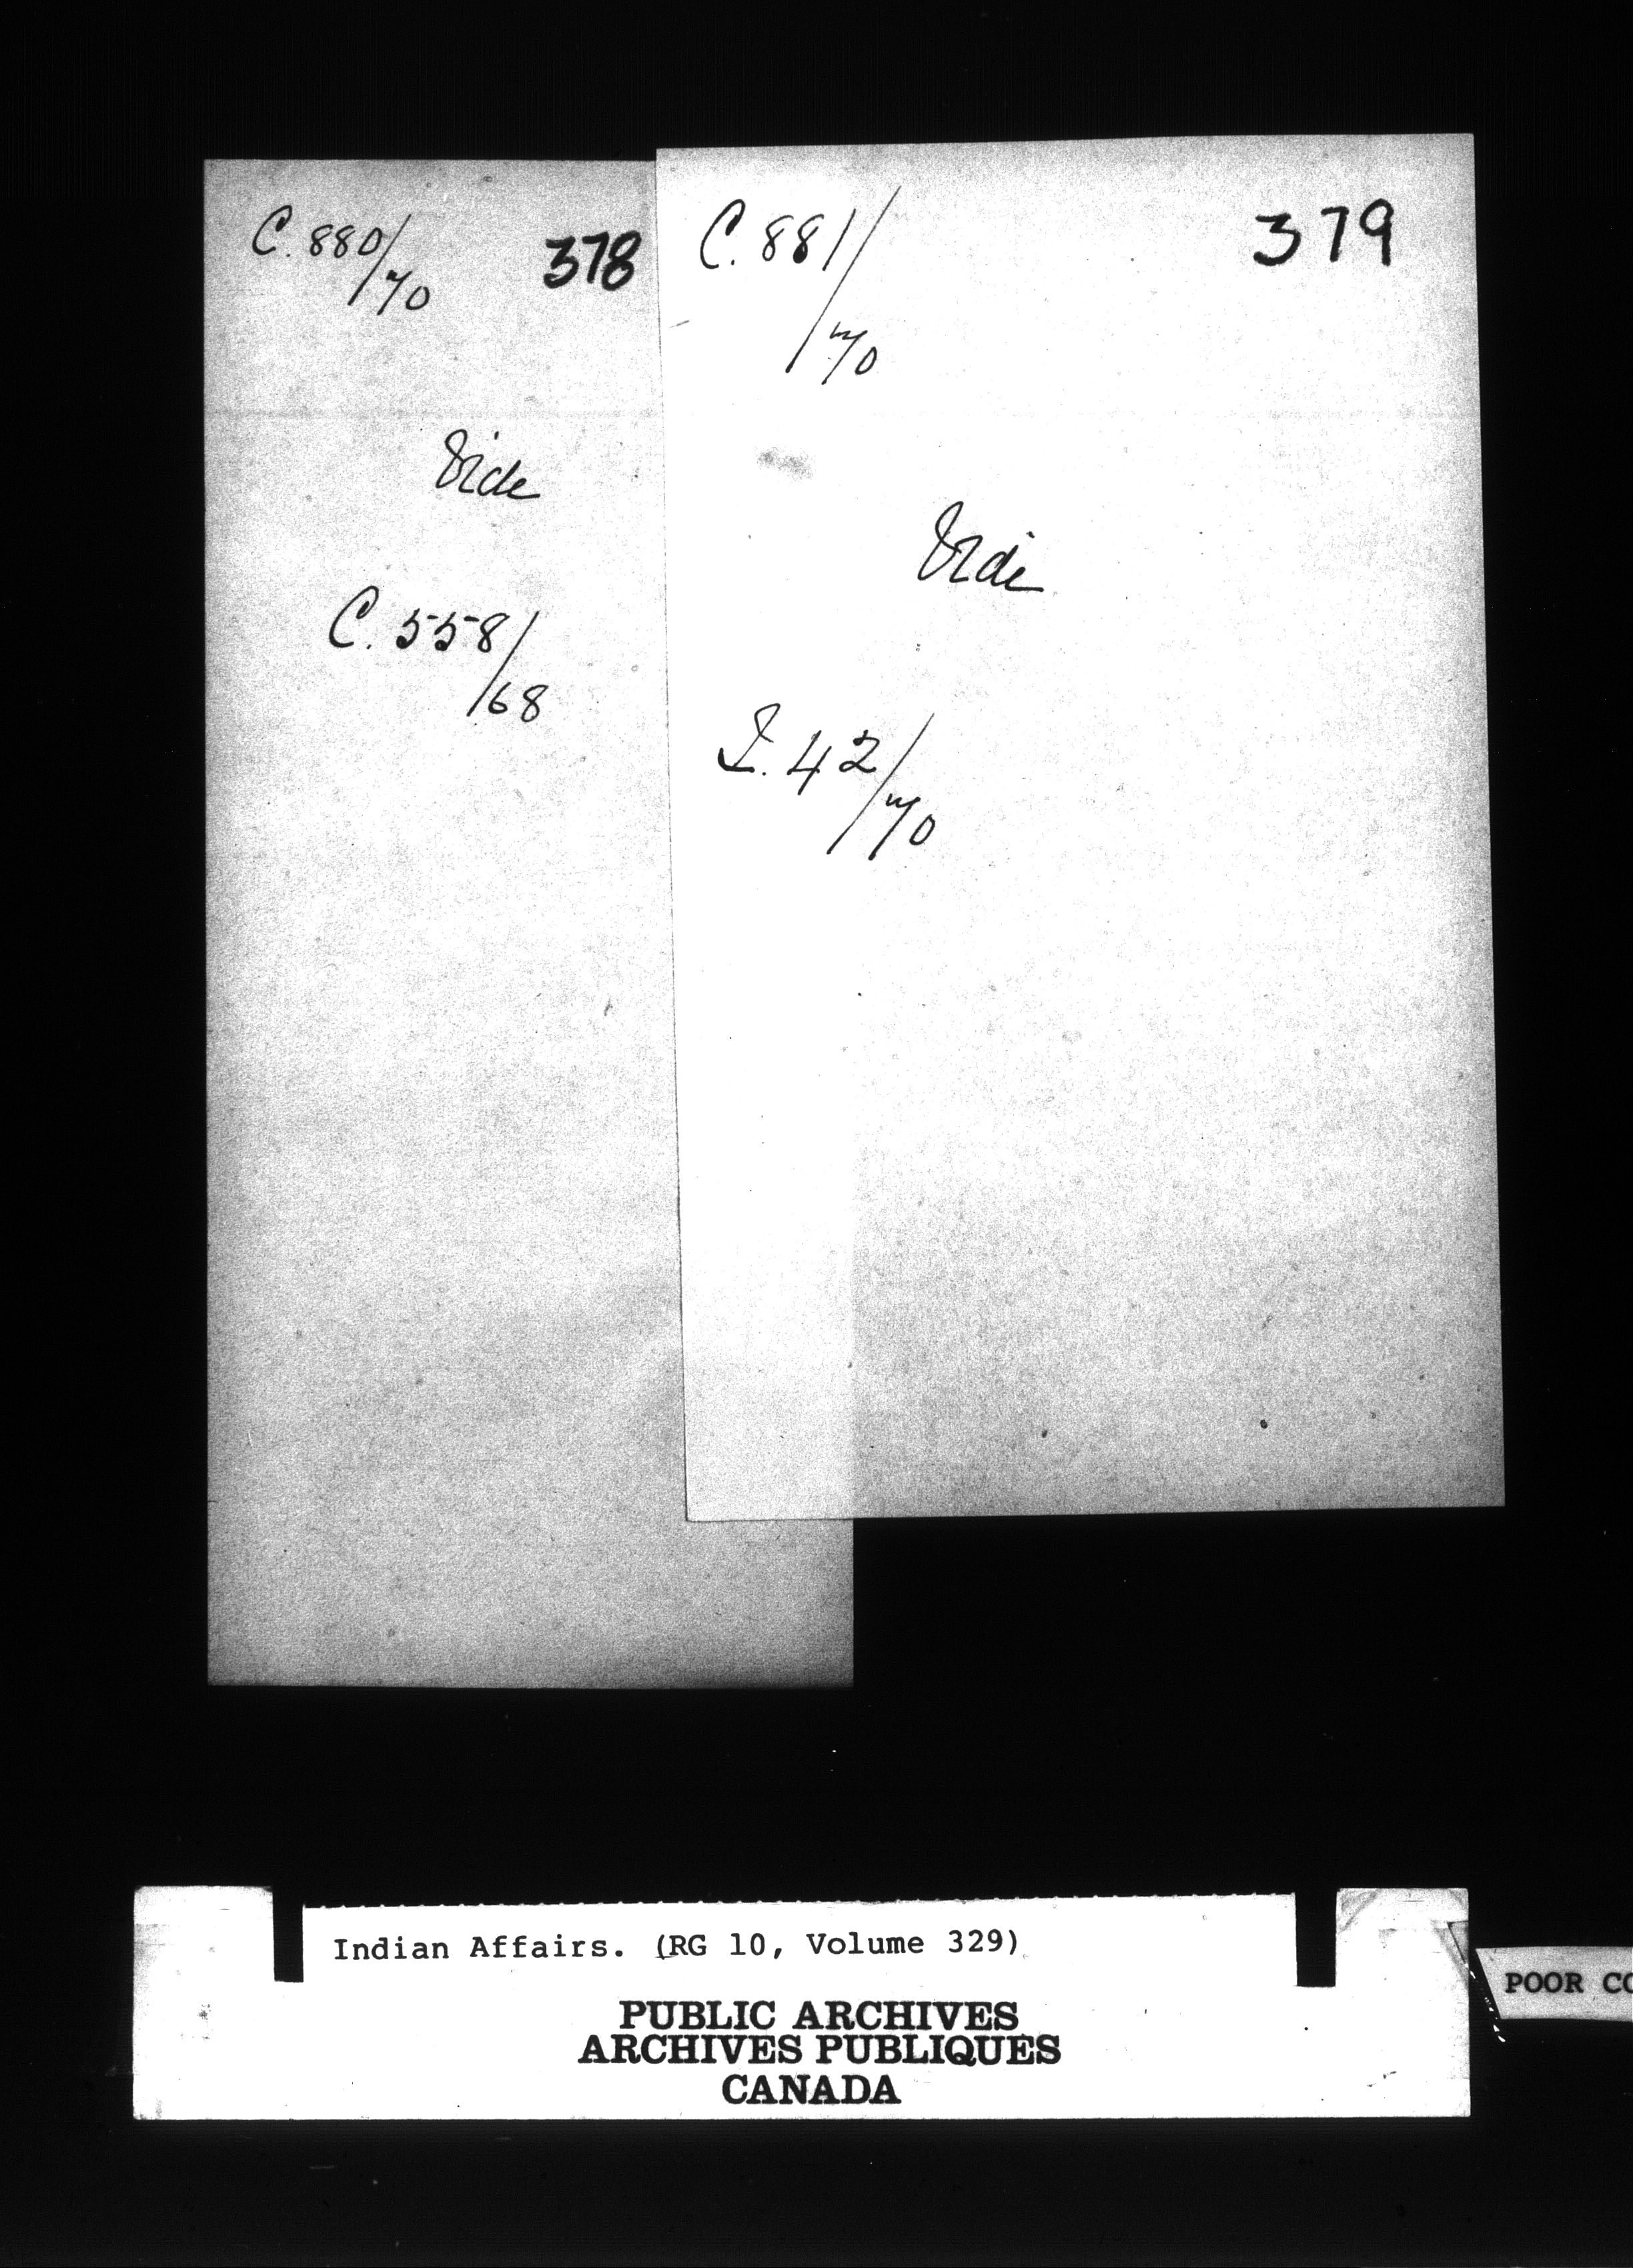 C. 880/70 378
Vide
C. 558/68
C. 881/70 379
Vide
I. 42/70
Indian Affairs. (RG 10, Volume 329)
PUBLIC ARCHIVES
ARCHIVES PUBLIQUES
CANADA
POOR CO